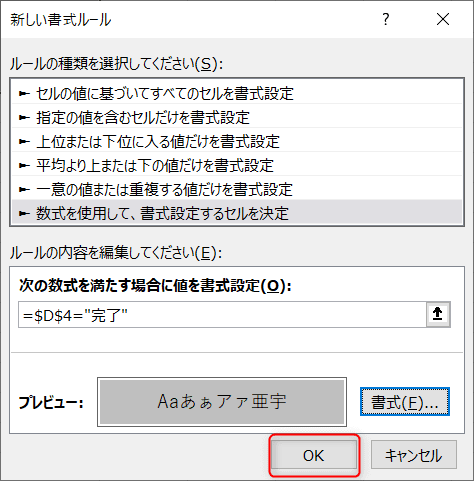 新しい書式ルール ? ×
ルールの種類を選択してください(S):
► セルの値に基づいてすべてのセルを書式設定
► 指定の値を含むセルだけを書式設定
► 上位または下位に入る値だけを書式設定
► 平均より上または下の値だけを書式設定
► 一意の値または重複する値だけを書式設定
► 数式を使用して、書式設定するセルを決定
ルールの内容を編集してください(E):
次の数式を満たす場合に値を書式設定(O):
=$D$4="完了"
プレビュー: Aaあぁアァ亜宇 書式(F)...
OK キャンセル